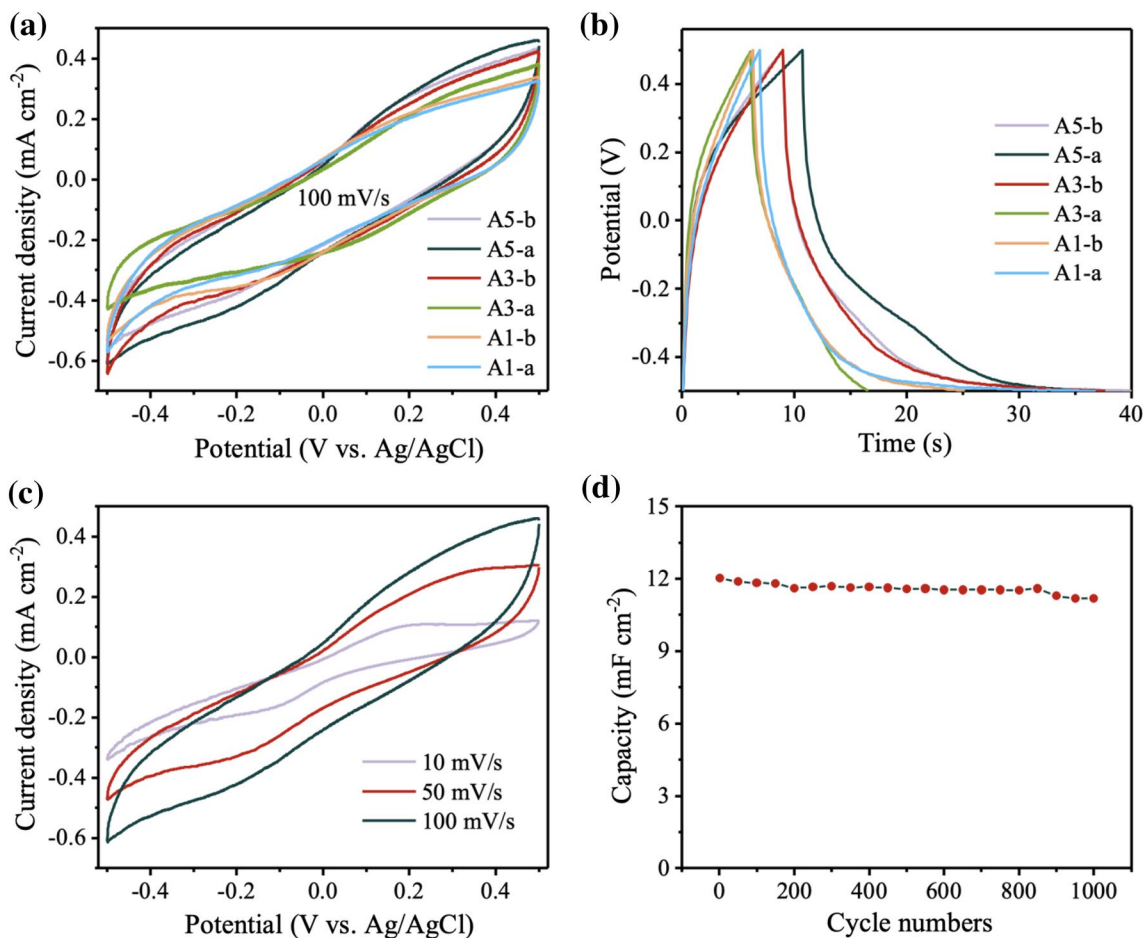 (a)
Current density (mA cm-2)
0.4
0.2
0.0
-0.2
-0.4
-0.6
100 mV/s
A5-b
A5-a
A3-b
A3-a
A1-b
A1-a
-0.4
-0.2
0.0
0.2
0.4
Potential (V vs. Ag/AgCl)
(b)
Potential (V)
0.4
0.2
0.0
-0.2
-0.4
A5-b
A5-a
A3-b
A3-a
A1-b
A1-a
0
10
20
30
40
Time (s)
(c)
Current density (mA cm-2)
0.4
0.2
0.0
-0.2
-0.4
-0.6
10 mV/s
50 mV/s
100 mV/s
-0.4
-0.2
0.0
0.2
0.4
Potential (V vs. Ag/AgCl)
(d)
Capacity (mF cm-2)
15
12
9
6
3
0
0
200
400
600
800
1000
Cycle numbers